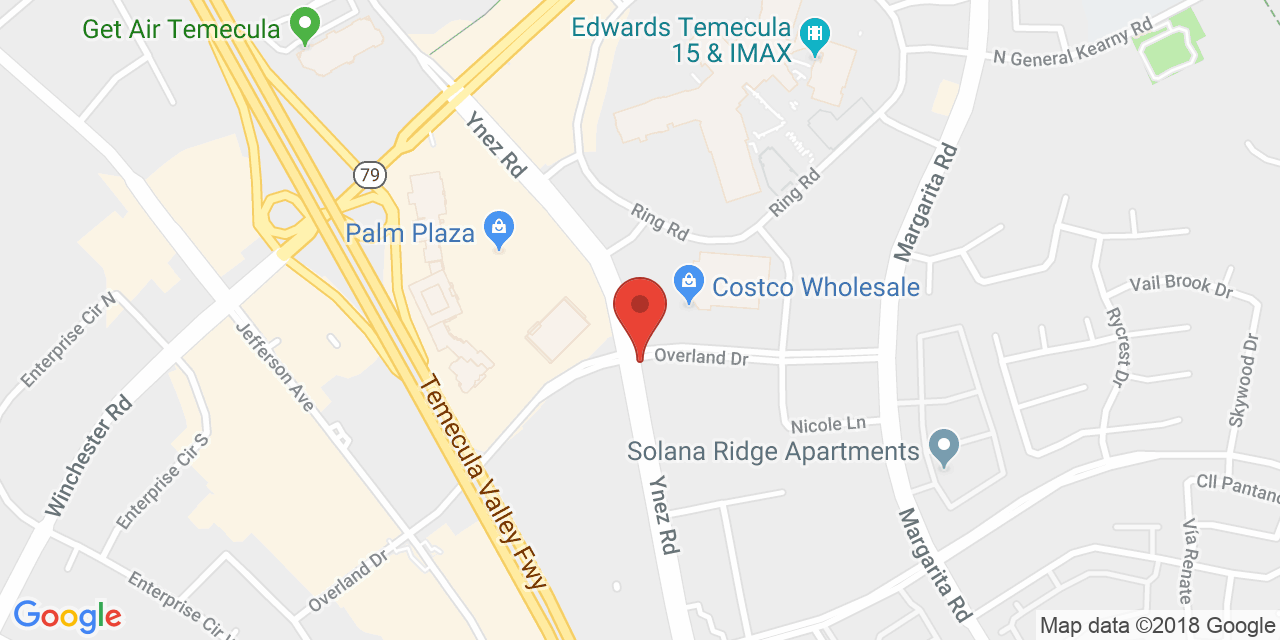 Get Air Temecula
Edwards Temecula
15 & IMAX
N General Kearny Rd
Ynez Rd
79
Margarita Rd
Ring Rd
Ring Rd
Palm Plaza
Costco Wholesale
Vail Brook Dr
Enterprise Cir N
Jefferson Ave
Rycrest Dr
Skywood Dr
Overland Dr
Temecula Valley Fwy
Winchester Rd
Enterprise Cir S
Nicole Ln
Solana Ridge Apartments
Cll Pantano
Ynez Rd
Vía Renate
Margarita Rd
Overland Dr
Enterprise Cir
Google
Map data ©2018 Google